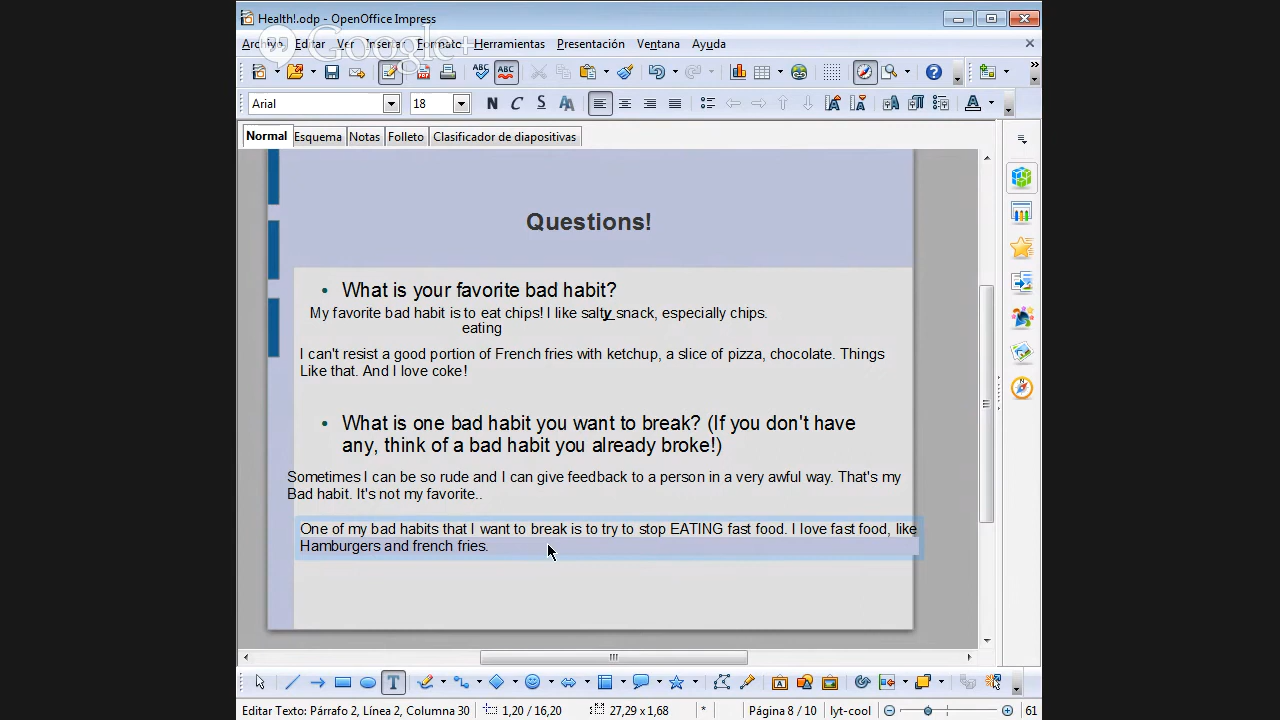 Health!.odp - OpenOffice Impress
Google+
Archivo Editar Ver Insertar Formato Herramientas Presentación Ventana Ayuda
ABC ABC
Arial 18 N C S A
Normal Esquema Notas Folleto Clasificador de diapositivas
Questions!
• What is your favorite bad habit?
My favorite bad habit is to eat chips! I like salty snack, especially chips.
eating
I can't resist a good portion of French fries with ketchup, a slice of pizza, chocolate. Things
Like that. And I love coke!
• What is one bad habit you want to break? (If you don't have
any, think of a bad habit you already broke!)
Sometimes I can be so rude and I can give feedback to a person in a very awful way. That's my
Bad habit. It's not my favorite..
One of my bad habits that I want to break is to try to stop EATING fast food. I love fast food, like
Hamburgers and french fries.
Editar Texto: Párrafo 2, Línea 2, Columna 30 1,20 / 16,20 27,29 x 1,68 * Página 8 / 10 lyt-cool 61